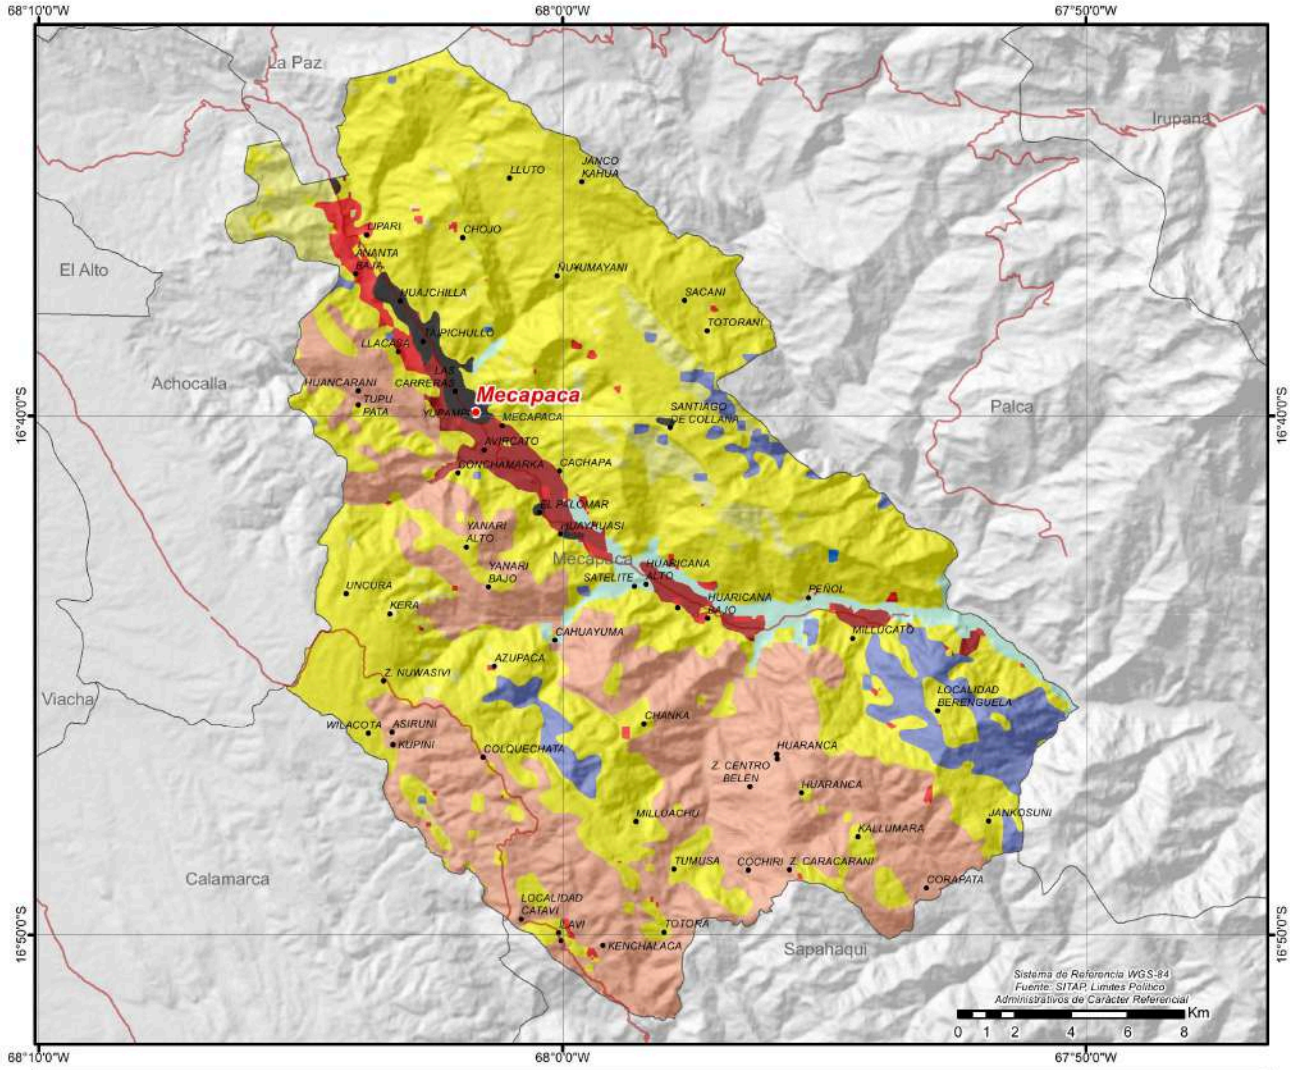 68°10'0"W
68°00'0"W
67°50'0"W
La Paz
Irupana
JANCO
KAHUA
LLUTO
LIPARI
CHOJO
ANANTA
BAJA
El Alto
ÑUYUMAYANI
HUAJCHILLA
SACANI
TAIPICHULLO
TOTORANI
LLACASA
Achocalla
LAS
CARRERAS
HUANCARANI
TUPU
PATA
Mecapaca
Palca
16°40'0"S
16°40'0"S
SANTIAGO
DE COLLANA
MECAPACA
AVIRCATO
CONCHAMARKA
CACHAPA
EL PALOMAR
YANARI
ALTO
HUAYHUASI
Mecapaca
YANARI
BAJO
HUARICANA
ALTO
SATELITE
UNCURA
PEÑOL
HUARICANA
BAJO
KERA
CAHUAYUMA
MILLUCATO
AZUPACA
Z. NUWASIVI
Viacha
LOCALIDAD
BERENGUELA
WILACOTA
ASIRUNI
CHANKA
KUPINI
COLQUECHATA
HUARANCA
Z. CENTRO
BELEN
HUARANCA
MILLUACHU
JANKOSUNI
KALLUMARA
TUMUSA
COCHIRI
Z. CARACARANI
Calamarca
CORAPATA
LOCALIDAD
CATAVI
TOTORA
16°50'0"S
16°50'0"S
KENCHALACA
Sapahaqui
Sistema de Referencia WGS-84
Fuente: SITAP, Limites Politico
Administrativos de Carácter Referencial
Km
0 1 2 4 6 8
68°10'0"W
68°00'0"W
67°50'0"W